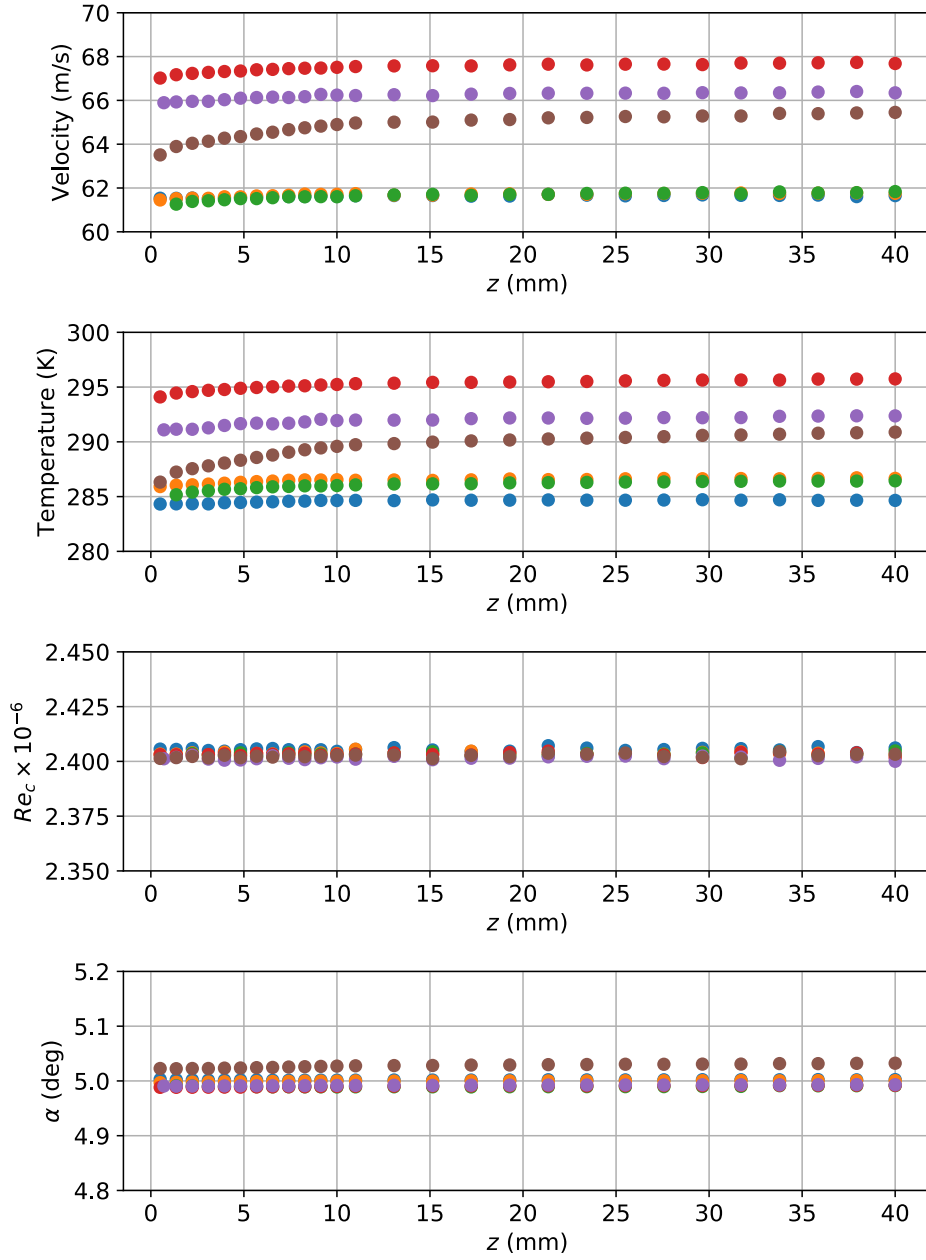 70
68
66
64
62
60
Velocity (m/s)
0 5 10 15 20 25 30 35 40
z (mm)
300
295
290
285
280
Temperature (K)
0 5 10 15 20 25 30 35 40
z (mm)
2.450
2.425
2.400
2.375
2.350
Re_c × 10⁻⁶
0 5 10 15 20 25 30 35 40
z (mm)
5.2
5.1
5.0
4.9
4.8
α (deg)
0 5 10 15 20 25 30 35 40
z (mm)